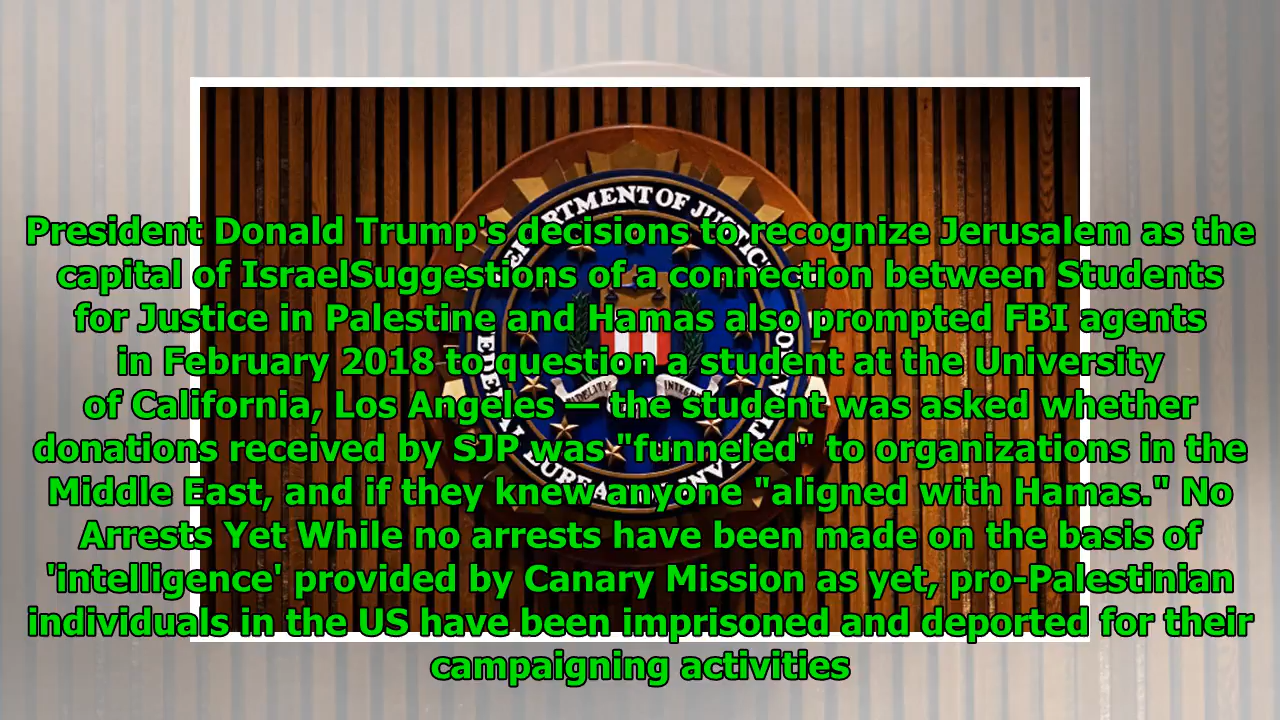 President Donald Trump's decisions to recognize Jerusalem as the
capital of IsraelSuggestions of a connection between Students
for Justice in Palestine and Hamas also prompted FBI agents
in February 2018 to question a student at the University
of California, Los Angeles — the student was asked whether
donations received by SJP was "funneled" to organizations in the
Middle East, and if they knew anyone "aligned with Hamas." No
Arrests Yet While no arrests have been made on the basis of
'intelligence' provided by Canary Mission as yet, pro-Palestinian
individuals in the US have been imprisoned and deported for their
campaigning activities
OF JUSTICE